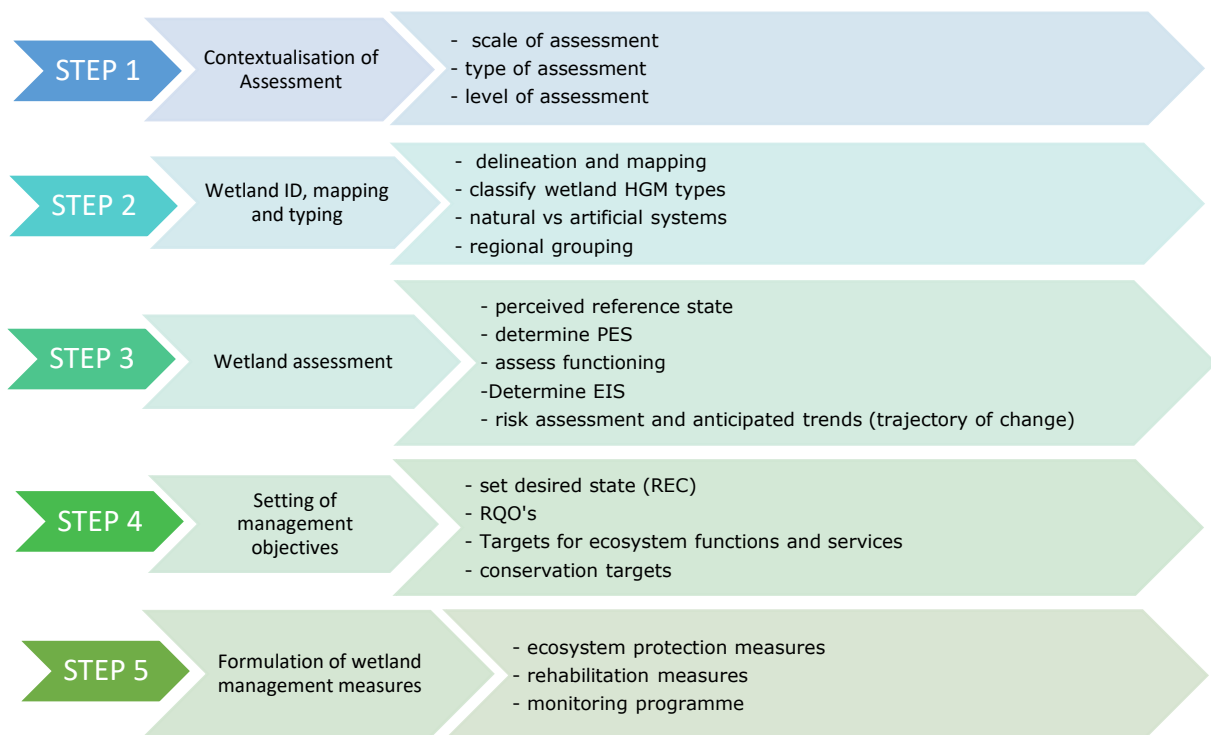 STEP 1
Contextualisation of
Assessment
- scale of assessment
- type of assessment
- level of assessment
STEP 2
Wetland ID, mapping
and typing
- delineation and mapping
- classify wetland HGM types
- natural vs artificial systems
- regional grouping
STEP 3
Wetland assessment
- perceived reference state
- determine PES
- assess functioning
-Determine EIS
- risk assessment and anticipated trends (trajectory of change)
STEP 4
Setting of
management
objectives
- set desired state (REC)
- RQO's
- Targets for ecosystem functions and services
- conservation targets
STEP 5
Formulation of wetland
management measures
- ecosystem protection measures
- rehabilitation measures
- monitoring programme